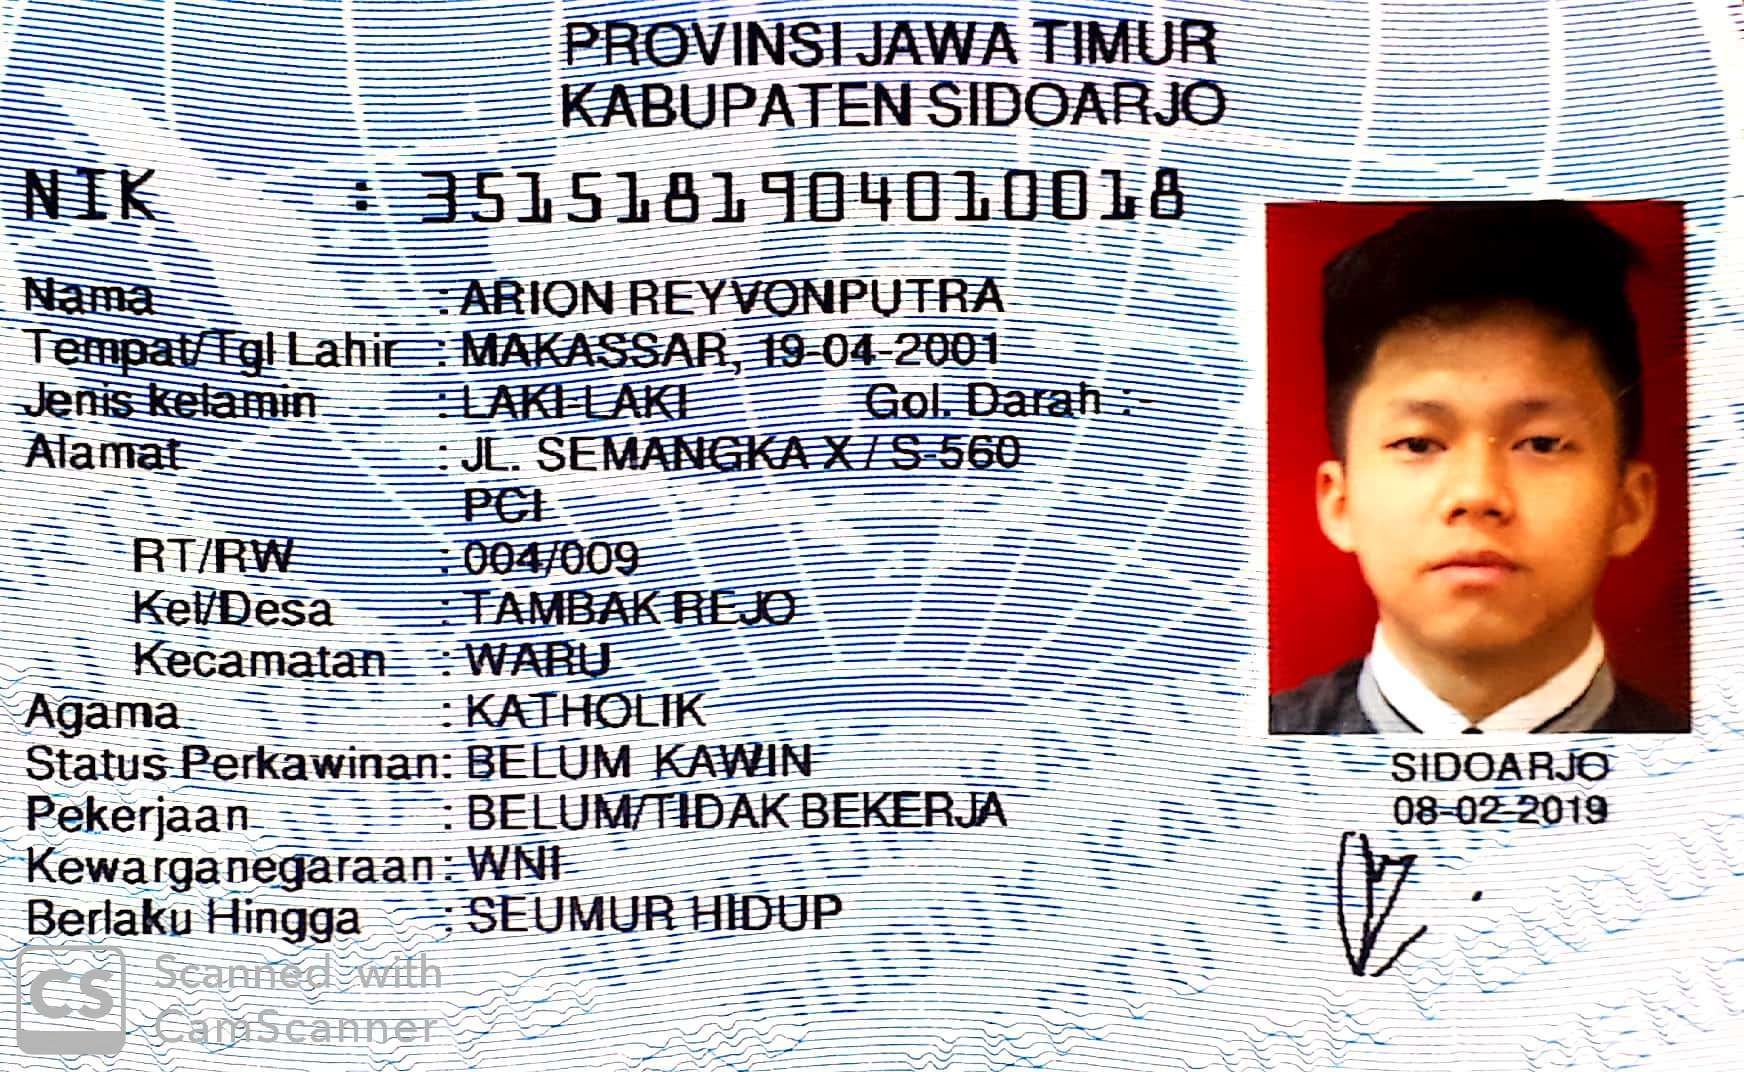 PROVINSI JAWA TIMUR
KABUPATEN SIDOARJO
NIK : 3515181904010018
Nama : ARION REYVONPUTRA
Tempat/Tgl Lahir : MAKASSAR, 19-04-2001
Jenis kelamin : LAKI-LAKI Gol. Darah :-
Alamat : JL. SEMANGKA X / S-560
PCI
RT/RW : 004/009
Kel/Desa : TAMBAK REJO
Kecamatan : WARU
Agama : KATHOLIK
Status Perkawinan: BELUM KAWIN
Pekerjaan : BELUM/TIDAK BEKERJA
Kewarganegaraan: WNI
Berlaku Hingga : SEUMUR HIDUP
SIDOARJO
08-02-2019
CS Scanned with
CamScanner